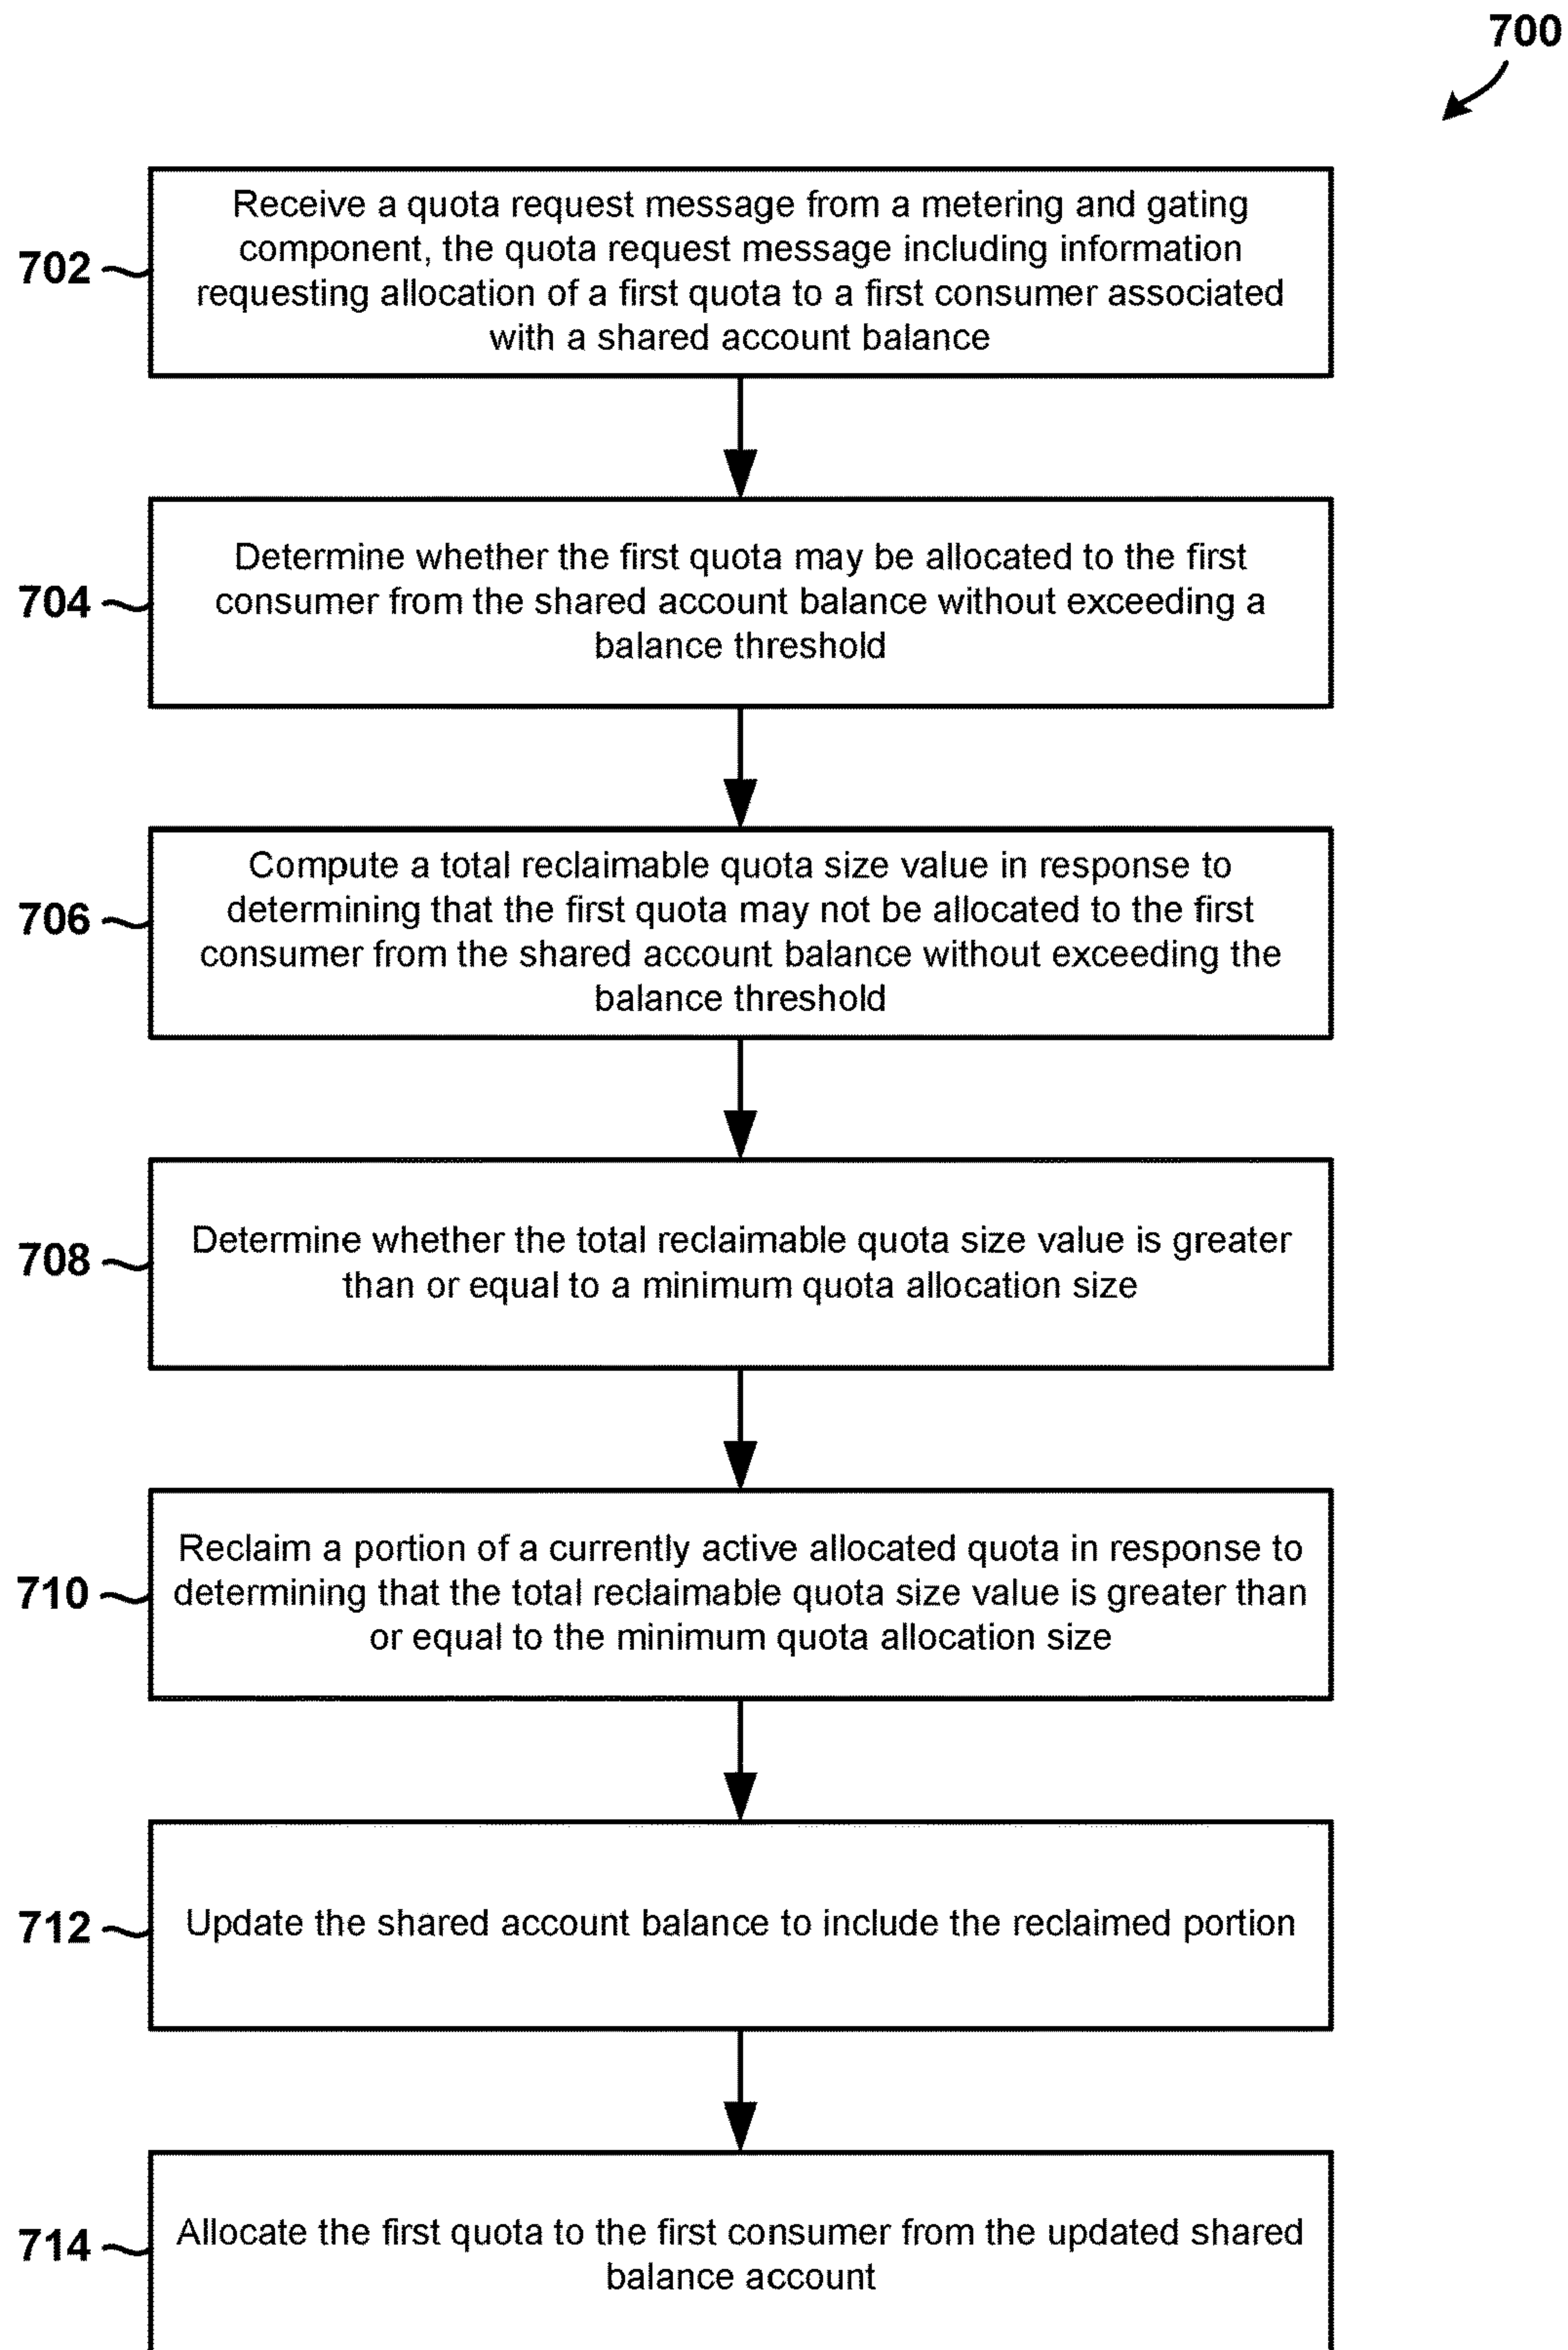 700
702
Receive a quota request message from a metering and gating
component, the quota request message including information
requesting allocation of a first quota to a first consumer associated
with a shared account balance
704
Determine whether the first quota may be allocated to the first
consumer from the shared account balance without exceeding a
balance threshold
706
Compute a total reclaimable quota size value in response to
determining that the first quota may not be allocated to the first
consumer from the shared account balance without exceeding the
balance threshold
708
Determine whether the total reclaimable quota size value is greater
than or equal to a minimum quota allocation size
710
Reclaim a portion of a currently active allocated quota in response to
determining that the total reclaimable quota size value is greater than
or equal to the minimum quota allocation size
712
Update the shared account balance to include the reclaimed portion
714
Allocate the first quota to the first consumer from the updated shared
balance account